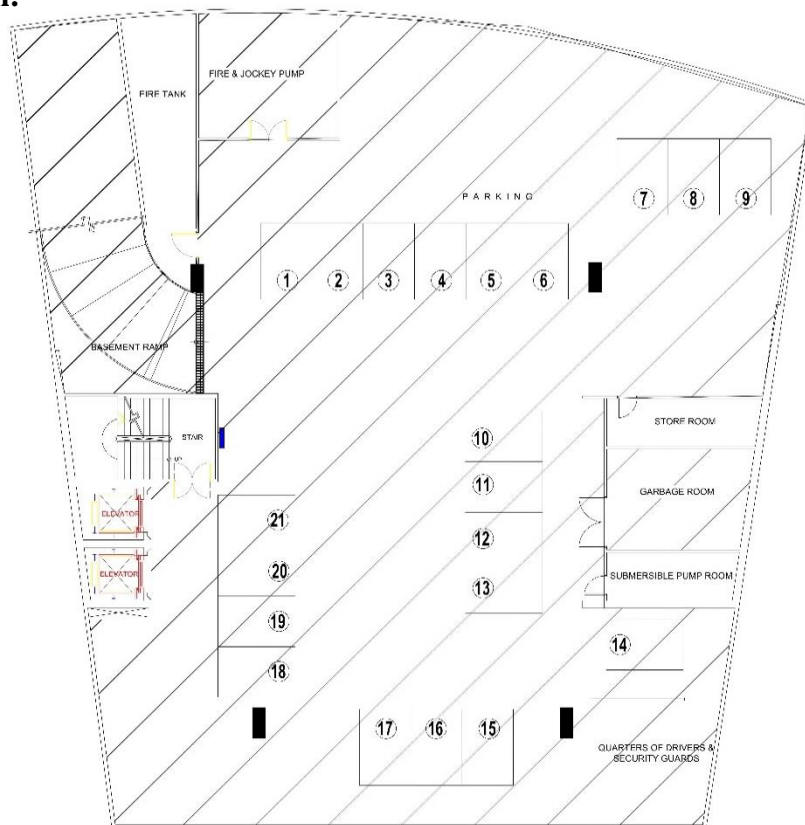 FIRE & JOCKEY PUMP
FIRE TANK
PARKING
7 8 9
1 2 3 4 5 6
BASEMENT RAMP
STAIR
STORE ROOM
10
11
GARBAGE ROOM
ELEVATOR
21
12
ELEVATOR
20
13
SUBMERSIBLE PUMP ROOM
19
14
18
17 16 15
QUARTERS OF DRIVERS &
SECURITY GUARDS